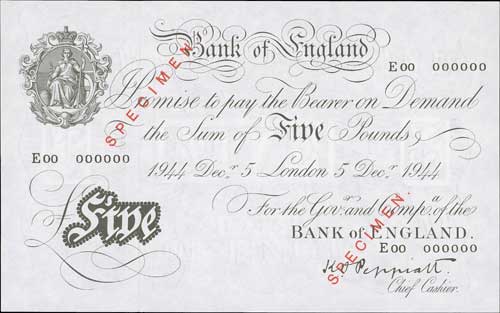 Bank of England
E00 000000
SPECIMEN
I Promise to pay the Bearer on Demand
the Sum of Five Pounds
E00 000000
1944 Decr 5 London 5 Decr 1944
£Five
For the Govr and Compa of the
BANK OF ENGLAND.
E00 000000
SPECIMEN.
K O Peppiatt.
Chief Cashier.